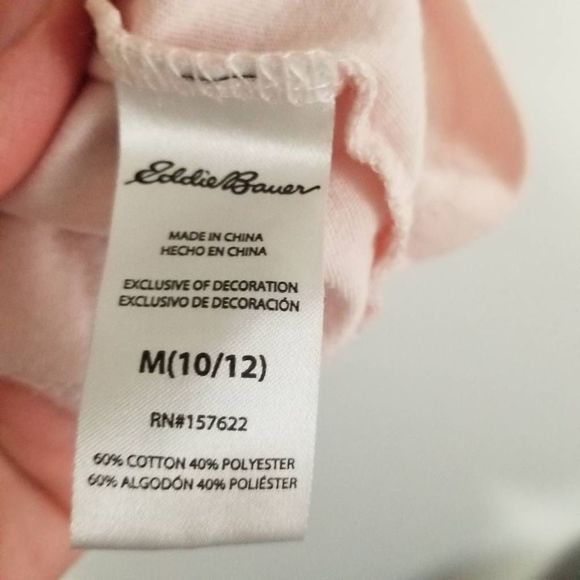 Eddie Bauer
MADE IN CHINA
HECHO EN CHINA
EXCLUSIVE OF DECORATION
EXCLUSIVO DE DECORACIÓN
M(10/12)
RN#157622
60% COTTON 40% POLYESTER
60% ALGODÓN 40% POLIÉSTER